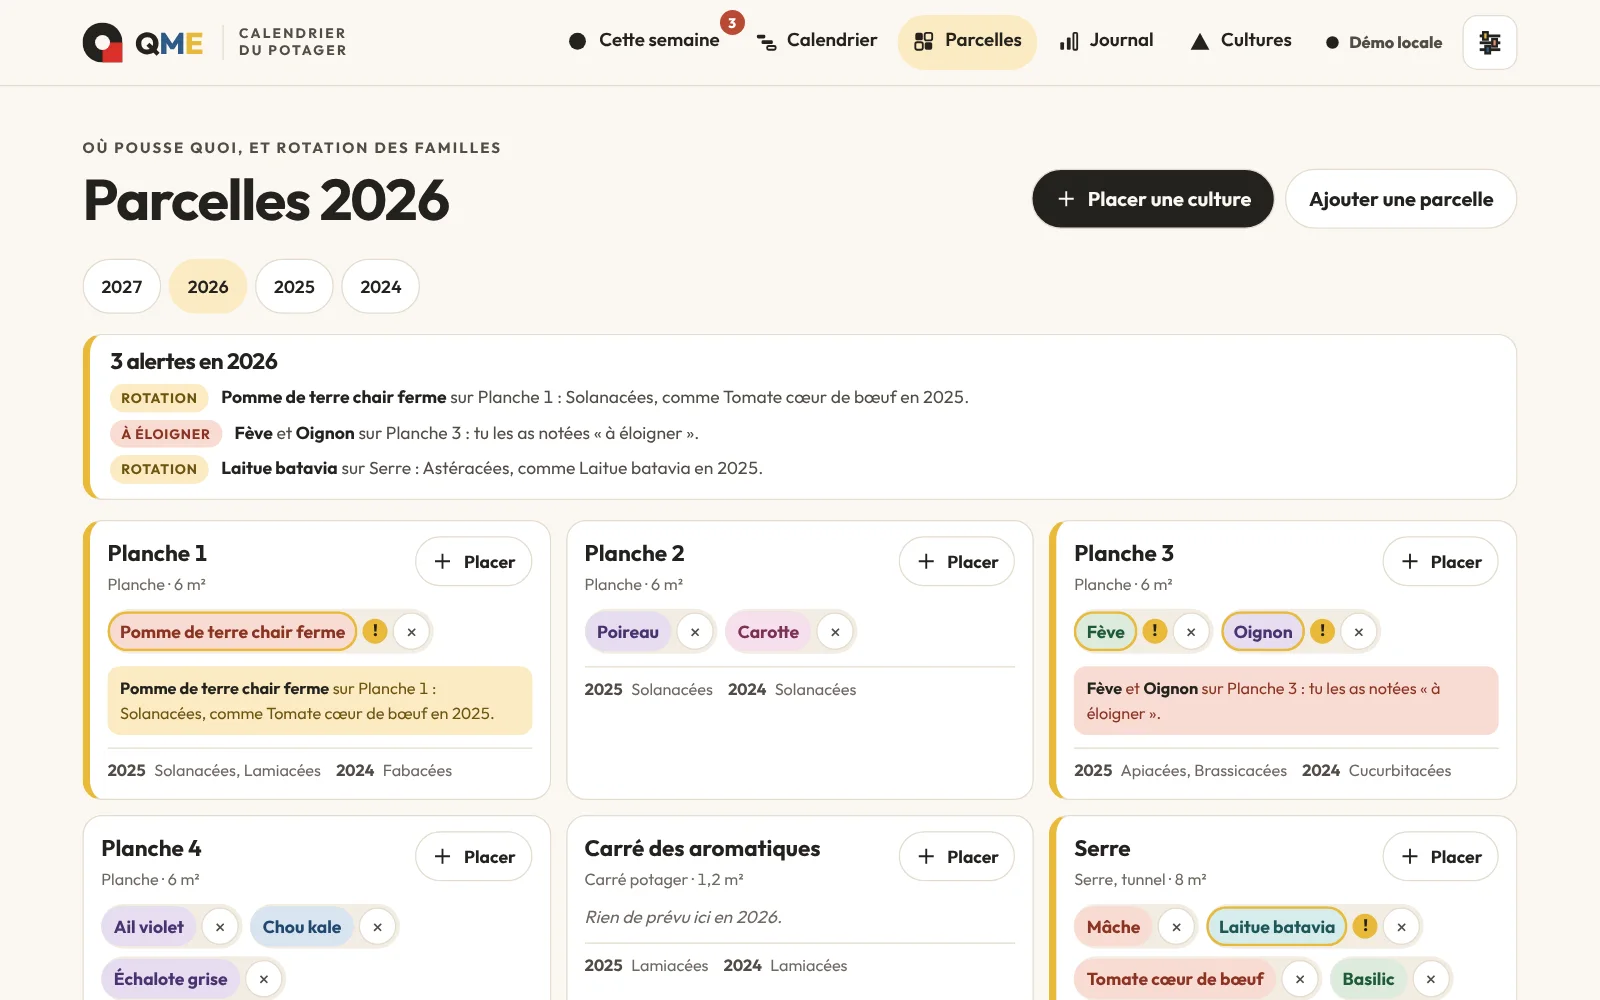 QME
CALENDRIER
DU POTAGER
Cette semaine
3
Calendrier
Parcelles
Journal
Cultures
Démo locale
OÙ POUSSE QUOI, ET ROTATION DES FAMILLES
Parcelles 2026
+ Placer une culture
Ajouter une parcelle
2027
2026
2025
2024
3 alertes en 2026
ROTATION Pomme de terre chair ferme sur Planche 1 : Solanacées, comme Tomate cœur de bœuf en 2025.
À ÉLOIGNER Fève et Oignon sur Planche 3 : tu les as notées « à éloigner ».
ROTATION Laitue batavia sur Serre : Astéracées, comme Laitue batavia en 2025.
Planche 1
+ Placer
Planche · 6 m²
Pomme de terre chair ferme ! ×
Pomme de terre chair ferme sur Planche 1 :
Solanacées, comme Tomate cœur de bœuf en 2025.
2025 Solanacées, Lamiacées 2024 Fabacées
Planche 2
+ Placer
Planche · 6 m²
Poireau × Carotte ×
2025 Solanacées 2024 Solanacées
Planche 3
+ Placer
Planche · 6 m²
Fève ! × Oignon ! ×
Fève et Oignon sur Planche 3 : tu les as notées « à
éloigner ».
2025 Apiacées, Brassicacées 2024 Cucurbitacées
Planche 4
+ Placer
Planche · 6 m²
Ail violet × Chou kale ×
Échalote grise ×
Carré des aromatiques
+ Placer
Carré potager · 1,2 m²
Rien de prévu ici en 2026.
2025 Lamiacées 2024 Lamiacées
Serre
+ Placer
Serre, tunnel · 8 m²
Mâche × Laitue batavia ! ×
Tomate cœur de bœuf × Basilic ×